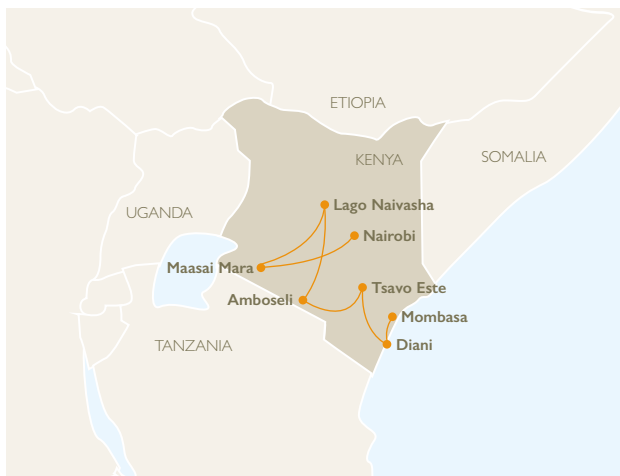 ETIOPIA
KENYA
SOMALIA
Lago Naivasha
UGANDA
Nairobi
Maasai Mara
Tsavo Este
Amboseli
Mombasa
TANZANIA
Diani